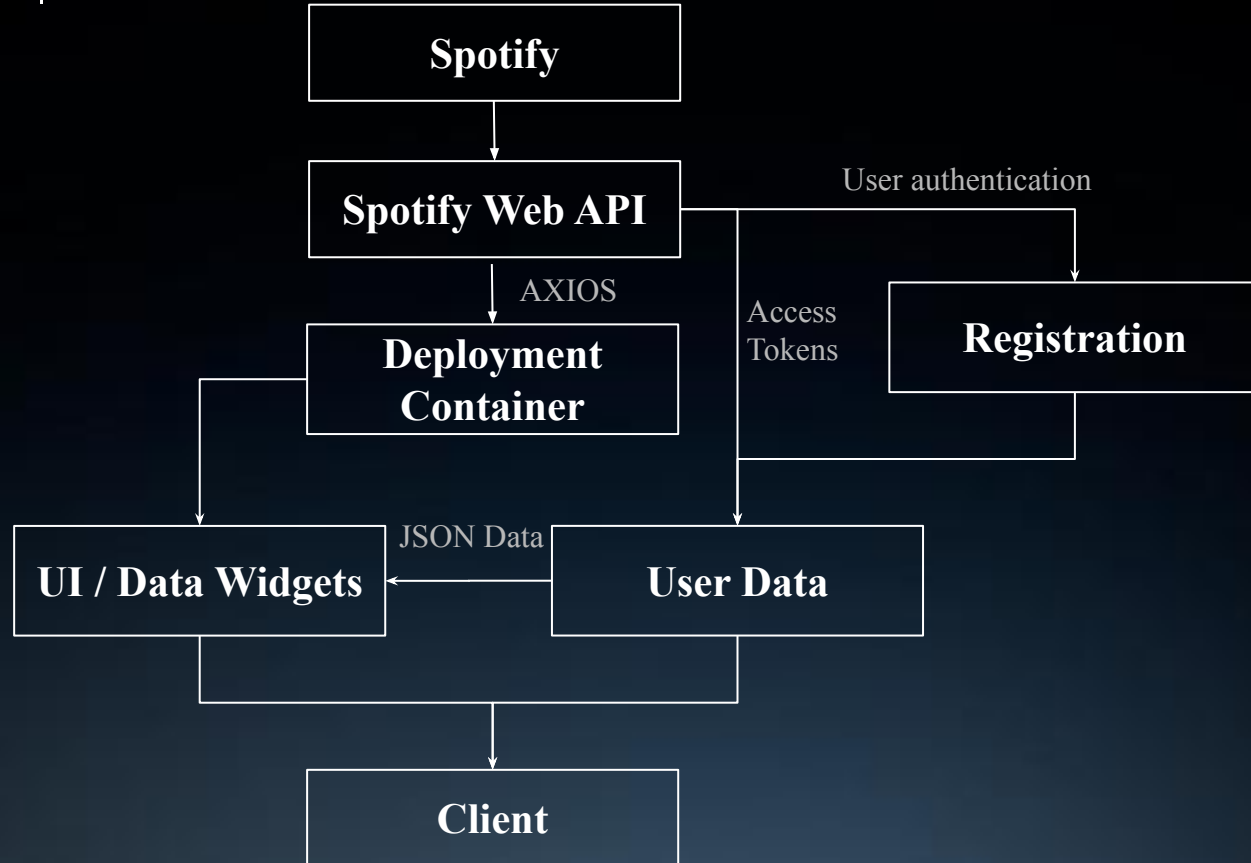 Spotify
Spotify Web API
User authentication
AXIOS
Access
Tokens
Registration
Deployment
Container
JSON Data
UI / Data Widgets
User Data
Client